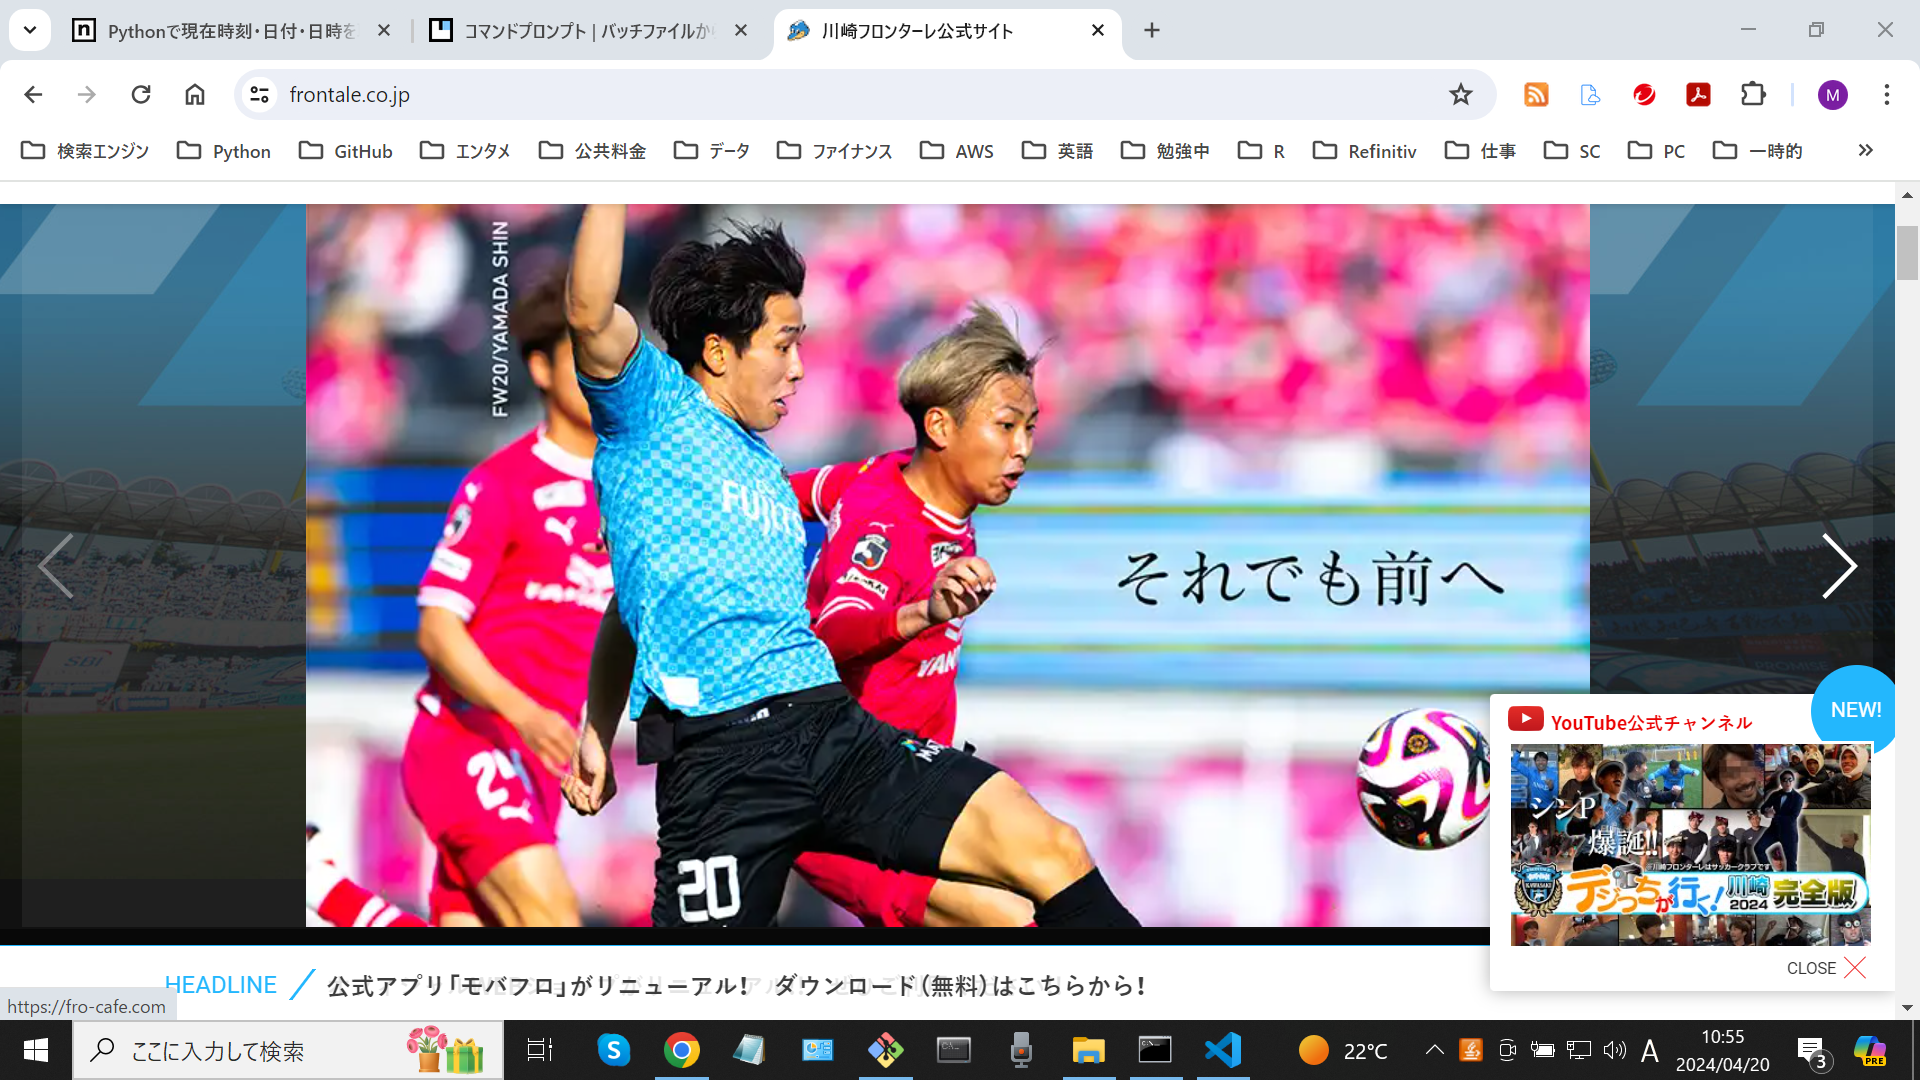 Pythonで現在時刻・日付・日時を
コマンドプロンプト | バッチファイルか
川崎フロンターレ公式サイト
frontale.co.jp
M
検索エンジン
Python
GitHub
エンタメ
公共料金
データ
ファイナンス
AWS
英語
勉強中
R
Refinitiv
仕事
SC
PC
一時的
FW20/YAMADA SHIN
それでも前へ
20
SBI
NEW!
YouTube公式チャンネル
シンP
爆誕!!
デジっちが行く!
川崎
2024
完全版
CLOSE
HEADLINE
公式アプリ「モバフロ」がリニューアル! ダウンロード(無料)はこちらから!
https://fro-cafe.com
ここに入力して検索
22°C
A
10:55
2024/04/20
3
PRE